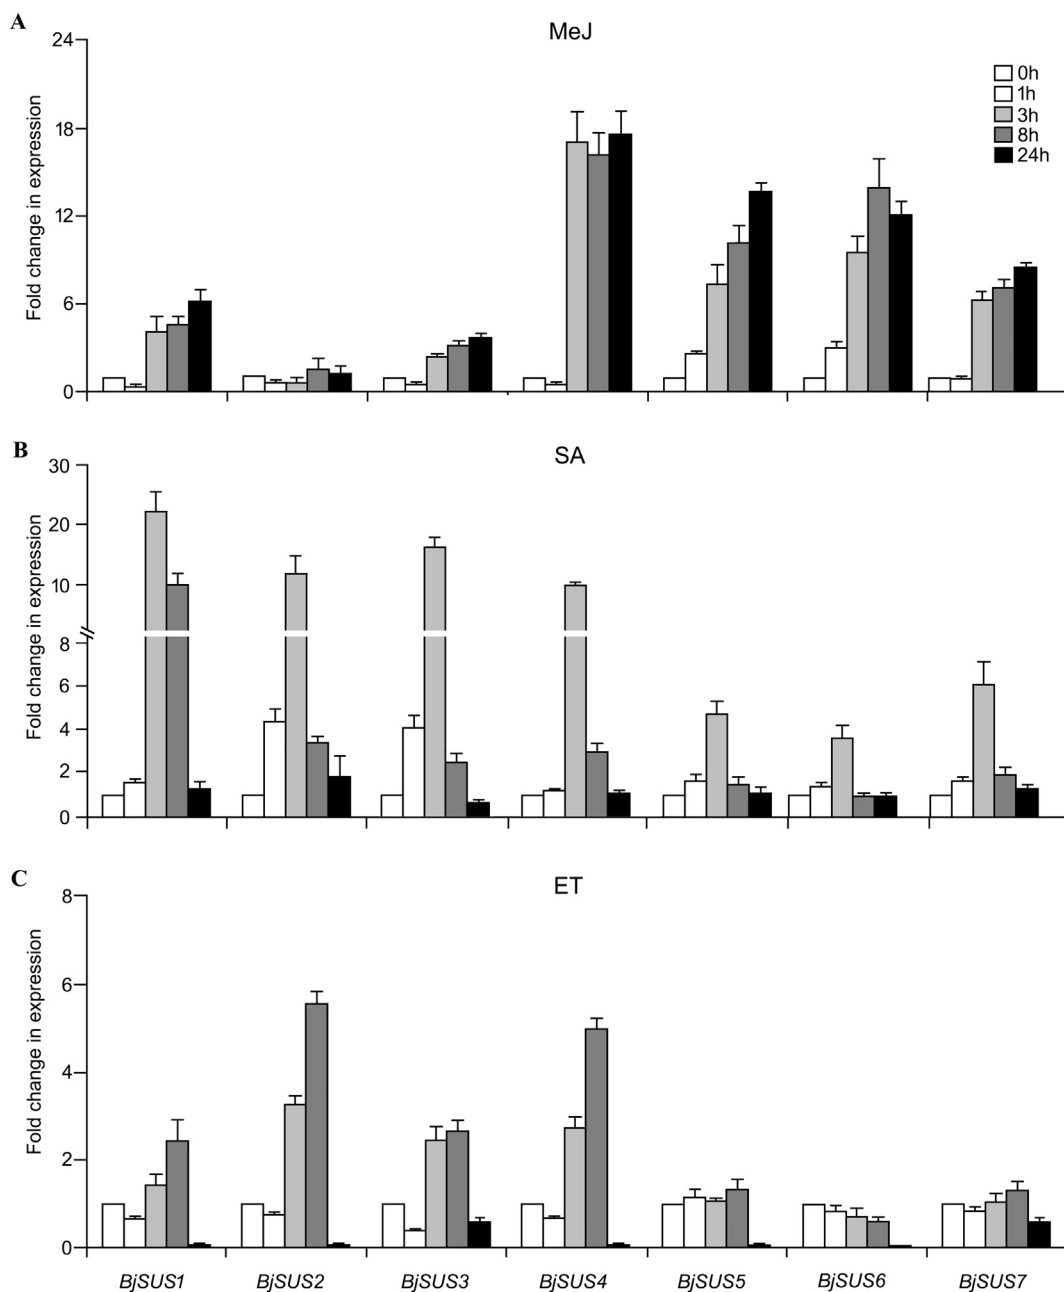 A
MeJ
Fold change in expression
24
18
12
6
0
0h
1h
3h
8h
24h
B
SA
Fold change in expression
30
20
10
8
6
4
2
0
C
ET
Fold change in expression
8
6
4
2
0
BjSUS1 BjSUS2 BjSUS3 BjSUS4 BjSUS5 BjSUS6 BjSUS7